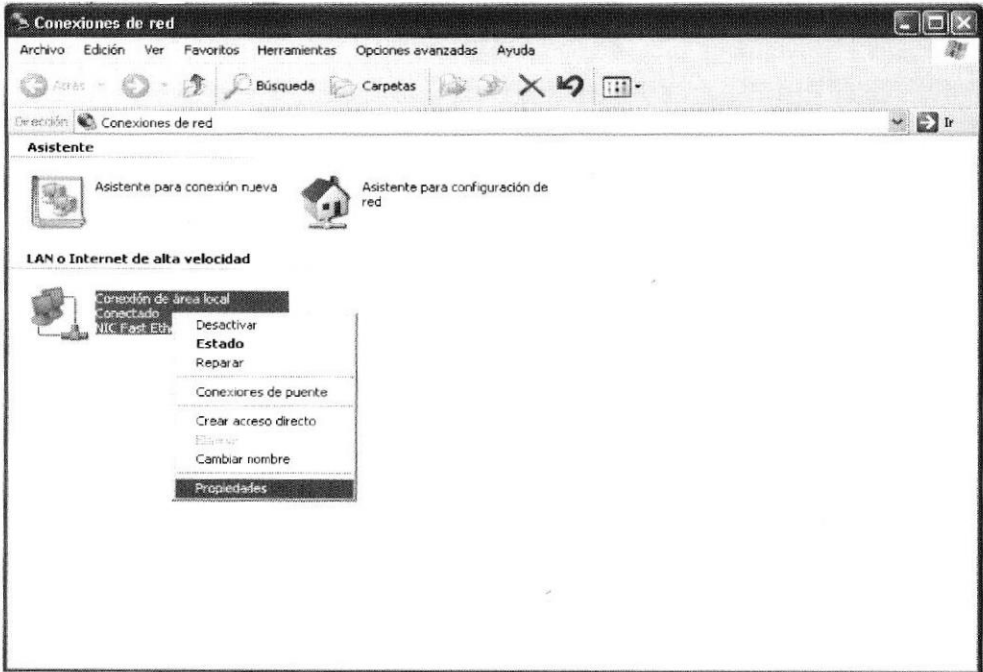 Conexiones de red
Archivo Edición Ver Favoritos Herramientas Opciones avanzadas Ayuda
Atrás Búsqueda Carpetas
Dirección Conexiones de red Ir
Asistente
Asistente para conexión nueva
Asistente para configuración de
red
LAN o Internet de alta velocidad
Conexión de área local
Conectado
NIC Fast Eth
Desactivar
Estado
Reparar
Conexiones de puente
Crear acceso directo
Eliminar
Cambiar nombre
Propiedades